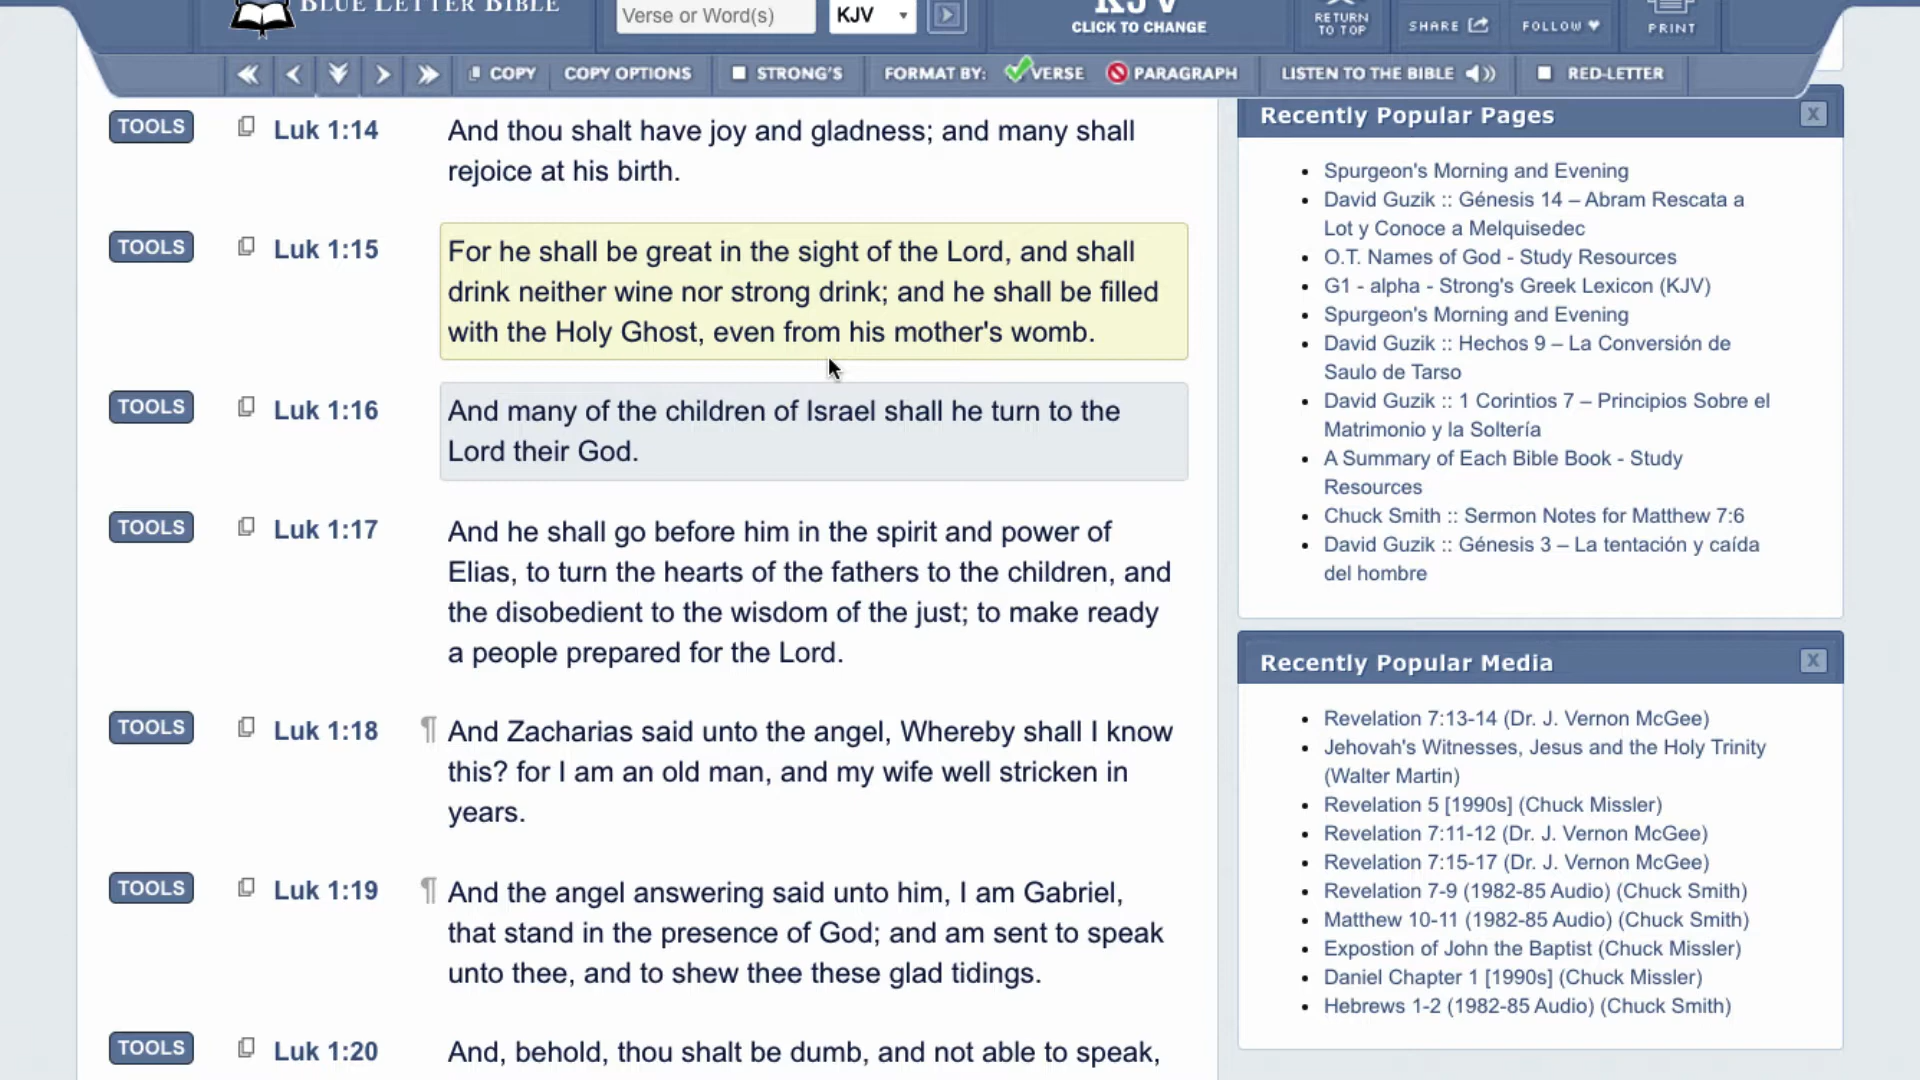 BLUE LETTER BIBLE
Verse or Word(s)
KJV
KJV
CLICK TO CHANGE
RETURN
TO TOP
SHARE
FOLLOW
PRINT
COPY
COPY OPTIONS
STRONG'S
FORMAT BY:
VERSE
PARAGRAPH
LISTEN TO THE BIBLE
RED-LETTER
TOOLS
Luk 1:14
And thou shalt have joy and gladness; and many shall
rejoice at his birth.
TOOLS
Luk 1:15
For he shall be great in the sight of the Lord, and shall
drink neither wine nor strong drink; and he shall be filled
with the Holy Ghost, even from his mother's womb.
TOOLS
Luk 1:16
And many of the children of Israel shall he turn to the
Lord their God.
TOOLS
Luk 1:17
And he shall go before him in the spirit and power of
Elias, to turn the hearts of the fathers to the children, and
the disobedient to the wisdom of the just; to make ready
a people prepared for the Lord.
TOOLS
Luk 1:18
¶ And Zacharias said unto the angel, Whereby shall I know
this? for I am an old man, and my wife well stricken in
years.
TOOLS
Luk 1:19
¶ And the angel answering said unto him, I am Gabriel,
that stand in the presence of God; and am sent to speak
unto thee, and to shew thee these glad tidings.
TOOLS
Luk 1:20
And, behold, thou shalt be dumb, and not able to speak,
Recently Popular Pages
X
• Spurgeon's Morning and Evening
• David Guzik :: Génesis 14 – Abram Rescata a
Lot y Conoce a Melquisedec
• O.T. Names of God - Study Resources
• G1 - alpha - Strong's Greek Lexicon (KJV)
• Spurgeon's Morning and Evening
• David Guzik :: Hechos 9 – La Conversión de
Saulo de Tarso
• David Guzik :: 1 Corintios 7 – Principios Sobre el
Matrimonio y la Soltería
• A Summary of Each Bible Book - Study
Resources
• Chuck Smith :: Sermon Notes for Matthew 7:6
• David Guzik :: Génesis 3 – La tentación y caída
del hombre
Recently Popular Media
X
• Revelation 7:13-14 (Dr. J. Vernon McGee)
• Jehovah's Witnesses, Jesus and the Holy Trinity
(Walter Martin)
• Revelation 5 [1990s] (Chuck Missler)
• Revelation 7:11-12 (Dr. J. Vernon McGee)
• Revelation 7:15-17 (Dr. J. Vernon McGee)
• Revelation 7-9 (1982-85 Audio) (Chuck Smith)
• Matthew 10-11 (1982-85 Audio) (Chuck Smith)
• Expostion of John the Baptist (Chuck Missler)
• Daniel Chapter 1 [1990s] (Chuck Missler)
• Hebrews 1-2 (1982-85 Audio) (Chuck Smith)